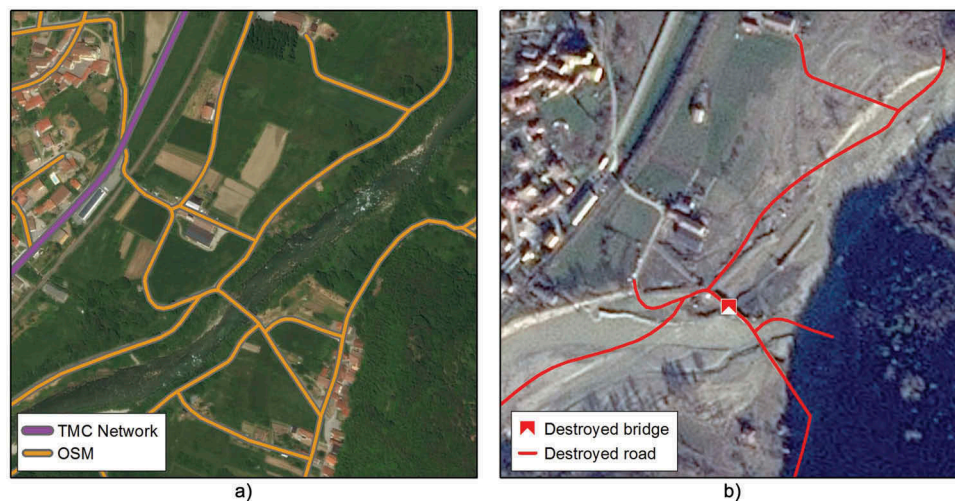 TMC Network
OSM
a)
Destroyed bridge
Destroyed road
b)